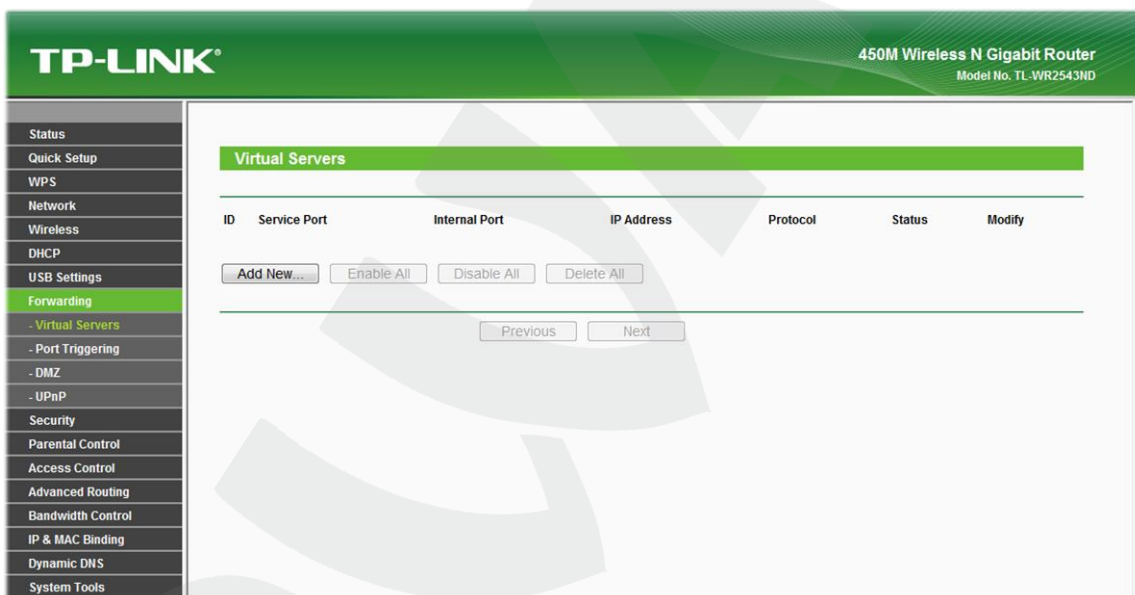 TP-LINK®
450M Wireless N Gigabit Router
Model No. TL-WR2543ND
Status
Quick Setup
WPS
Network
Wireless
DHCP
USB Settings
Forwarding
- Virtual Servers
- Port Triggering
- DMZ
- UPnP
Security
Parental Control
Access Control
Advanced Routing
Bandwidth Control
IP & MAC Binding
Dynamic DNS
System Tools
Virtual Servers
ID Service Port Internal Port IP Address Protocol Status Modify
Add New... Enable All Disable All Delete All
Previous Next